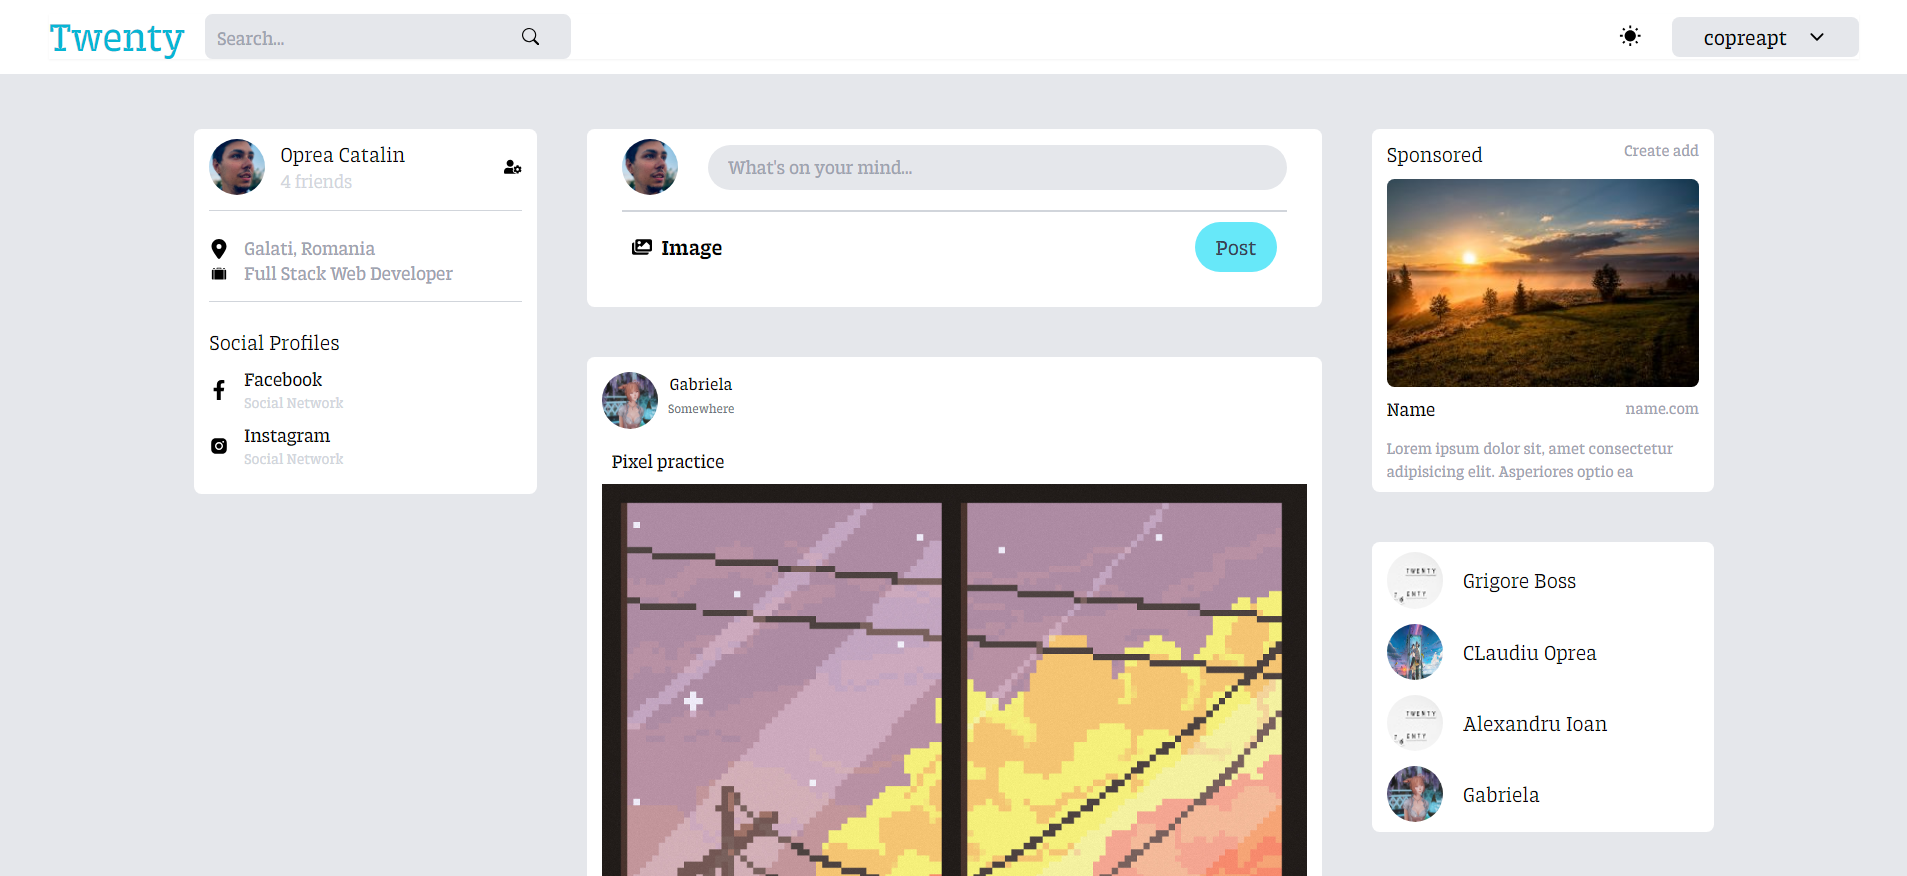 Twenty
Search...
copreapt
Oprea Catalin
4 friends
Galati, Romania
Full Stack Web Developer
Social Profiles
Facebook
Social Network
Instagram
Social Network
What's on your mind...
Image
Post
Gabriela
Somewhere
Pixel practice
Sponsored
Create add
Name
name.com
Lorem ipsum dolor sit, amet consectetur
adipisicing elit. Asperiores optio ea
TWENTY
Grigore Boss
CLaudiu Oprea
TWENTY
Alexandru Ioan
Gabriela